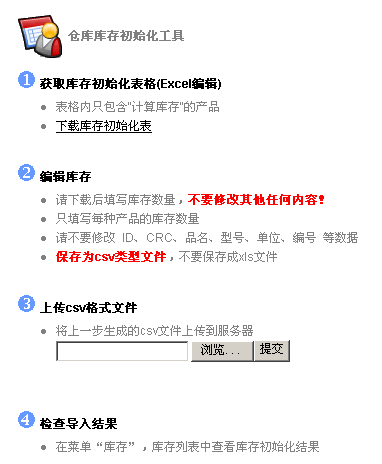 仓库库存初始化工具
1 获取库存初始化表格(Excel编辑)
● 表格内只包含"计算库存"的产品
● 下载库存初始化表
2 编辑库存
● 请下载后填写库存数量,不要修改其他任何内容!
● 只填写每种产品的库存数量
● 请不要修改 ID、CRC、品名、型号、单位、编号 等数据
● 保存为csv类型文件,不要保存成xls文件
3 上传csv格式文件
● 将上一步生成的csv文件上传到服务器
浏览... 提交
4 检查导入结果
● 在菜单“库存”,库存列表中查看库存初始化结果